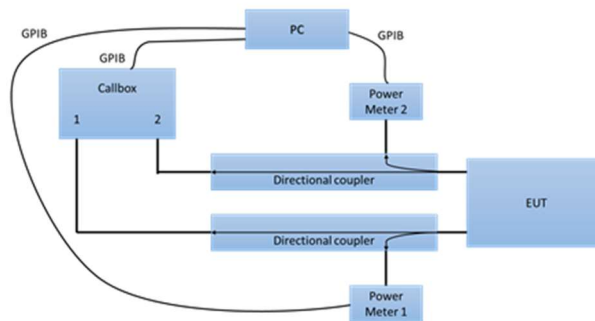 PC
GPIB
GPIB
GPIB
Callbox
1 2
Power
Meter 2
Directional coupler
EUT
Directional coupler
Power
Meter 1